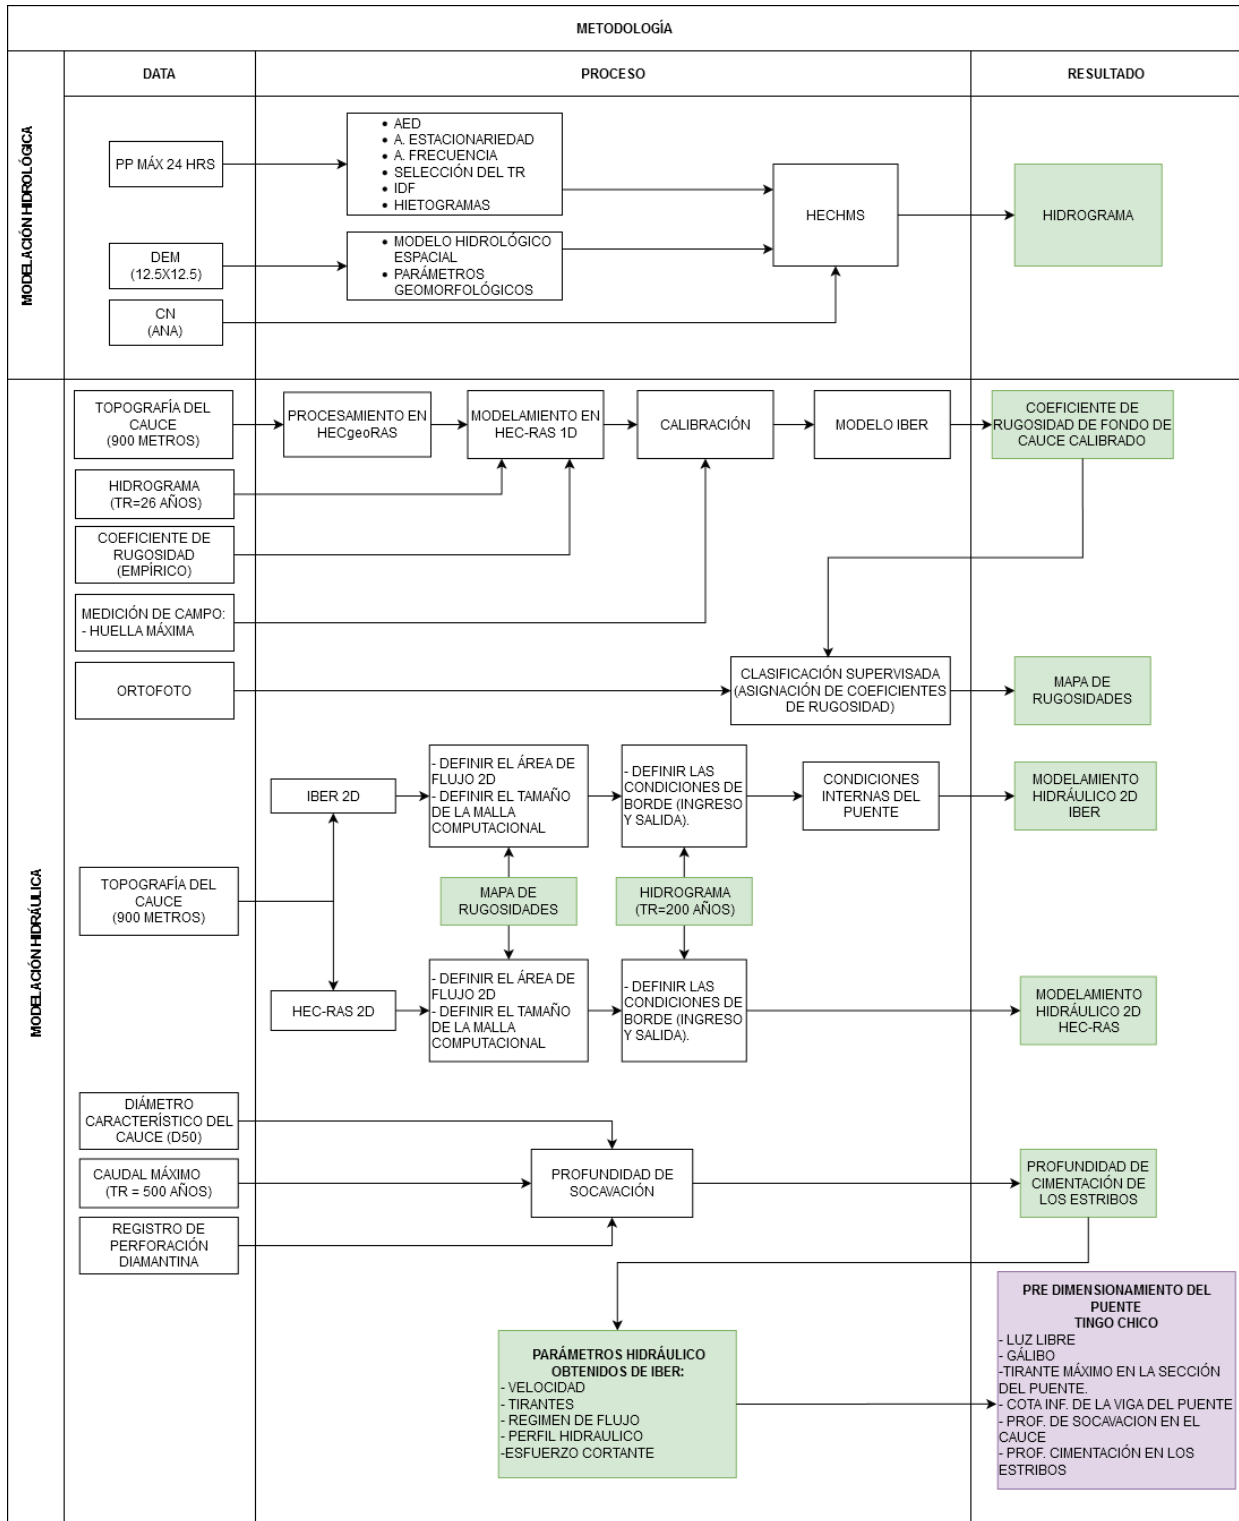 METODOLOGÍA
DATA
PROCESO
RESULTADO
MODELACIÓN HIDROLÓGICA
PP MÁX 24 HRS
• AED
• A. ESTACIONARIEDAD
• A. FRECUENCIA
• SELECCIÓN DEL TR
• IDF
• HIETOGRAMAS
HECHMS
HIDROGRAMA
DEM
(12.5X12.5)
• MODELO HIDROLÓGICO
ESPACIAL
• PARÁMETROS
GEOMORFOLÓGICOS
CN
(ANA)
MODELACIÓN HIDRÁULICA
TOPOGRAFÍA DEL
CAUCE
(900 METROS)
PROCESAMIENTO EN
HECgeoRAS
MODELAMIENTO EN
HEC-RAS 1D
CALIBRACIÓN
MODELO IBER
COEFICIENTE DE
RUGOSIDAD DE FONDO DE
CAUCE CALIBRADO
HIDROGRAMA
(TR=26 AÑOS)
COEFICIENTE DE
RUGOSIDAD
(EMPÍRICO)
MEDICIÓN DE CAMPO:
- HUELLA MÁXIMA
ORTOFOTO
CLASIFICACIÓN SUPERVISADA
(ASIGNACIÓN DE COEFICIENTES
DE RUGOSIDAD)
MAPA DE
RUGOSIDADES
IBER 2D
- DEFINIR EL ÁREA DE
FLUJO 2D
- DEFINIR EL TAMAÑO
DE LA MALLA
COMPUTACIONAL
- DEFINIR LAS
CONDICIONES DE
BORDE (INGRESO
Y SALIDA).
CONDICIONES
INTERNAS DEL
PUENTE
MODELAMIENTO
HIDRÁULICO 2D
IBER
TOPOGRAFÍA DEL
CAUCE
(900 METROS)
MAPA DE
RUGOSIDADES
HIDROGRAMA
(TR=200 AÑOS)
HEC-RAS 2D
- DEFINIR EL ÁREA DE
FLUJO 2D
- DEFINIR EL TAMAÑO
DE LA MALLA
COMPUTACIONAL
- DEFINIR LAS
CONDICIONES DE
BORDE (INGRESO
Y SALIDA).
MODELAMIENTO
HIDRÁULICO 2D
HEC-RAS
DIÁMETRO
CARACTERÍSTICO DEL
CAUCE (D50)
CAUDAL MÁXIMO
(TR = 500 AÑOS)
PROFUNDIDAD DE
SOCAVACIÓN
PROFUNDIDAD DE
CIMENTACIÓN DE
LOS ESTRIBOS
REGISTRO DE
PERFORACIÓN
DIAMANTINA
PARÁMETROS HIDRÁULICO
OBTENIDOS DE IBER:
- VELOCIDAD
- TIRANTES
- REGIMEN DE FLUJO
- PERFIL HIDRAULICO
-ESFUERZO CORTANTE
PRE DIMENSIONAMIENTO DEL
PUENTE
TINGO CHICO
- LUZ LIBRE
- GÁLIBO
-TIRANTE MÁXIMO EN LA SECCIÓN
DEL PUENTE.
- COTA INF. DE LA VIGA DEL PUENTE
- PROF. DE SOCAVACION EN EL
CAUCE
- PROF. CIMENTACIÓN EN LOS
ESTRIBOS